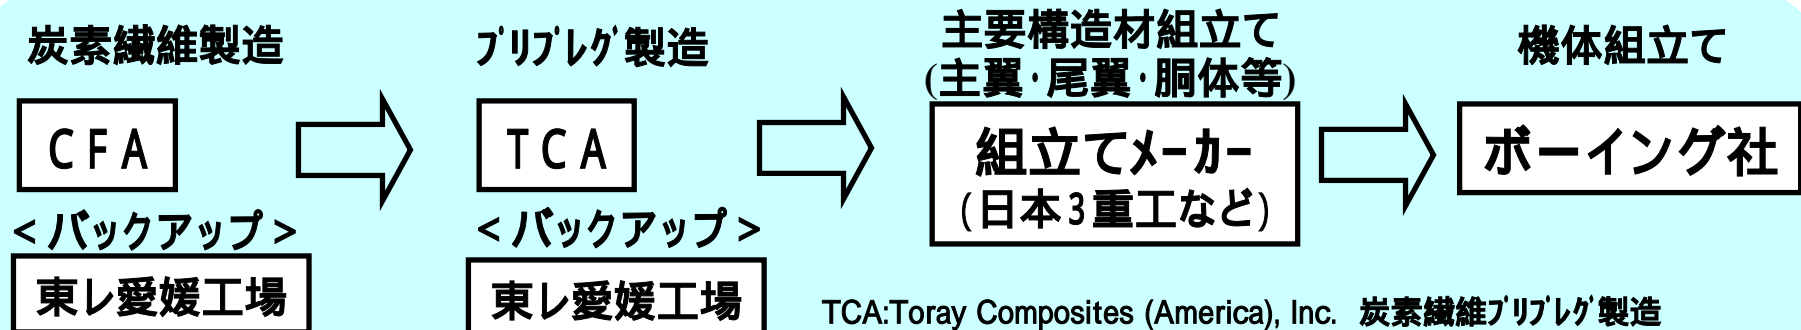 炭素繊維製造
ＣＦＡ
＜バックアップ＞
東レ愛媛工場
ﾌﾟﾘﾌﾟﾚｸﾞ製造
ＴＣＡ
＜バックアップ＞
東レ愛媛工場
主要構造材組立て
(主翼･尾翼･胴体等)
組立てﾒｰｶｰ
(日本3重工など)
機体組立て
ボーイング社
TCA:Toray Composites (America), Inc. 炭素繊維ﾌﾟﾘﾌﾟﾚｸﾞ製造